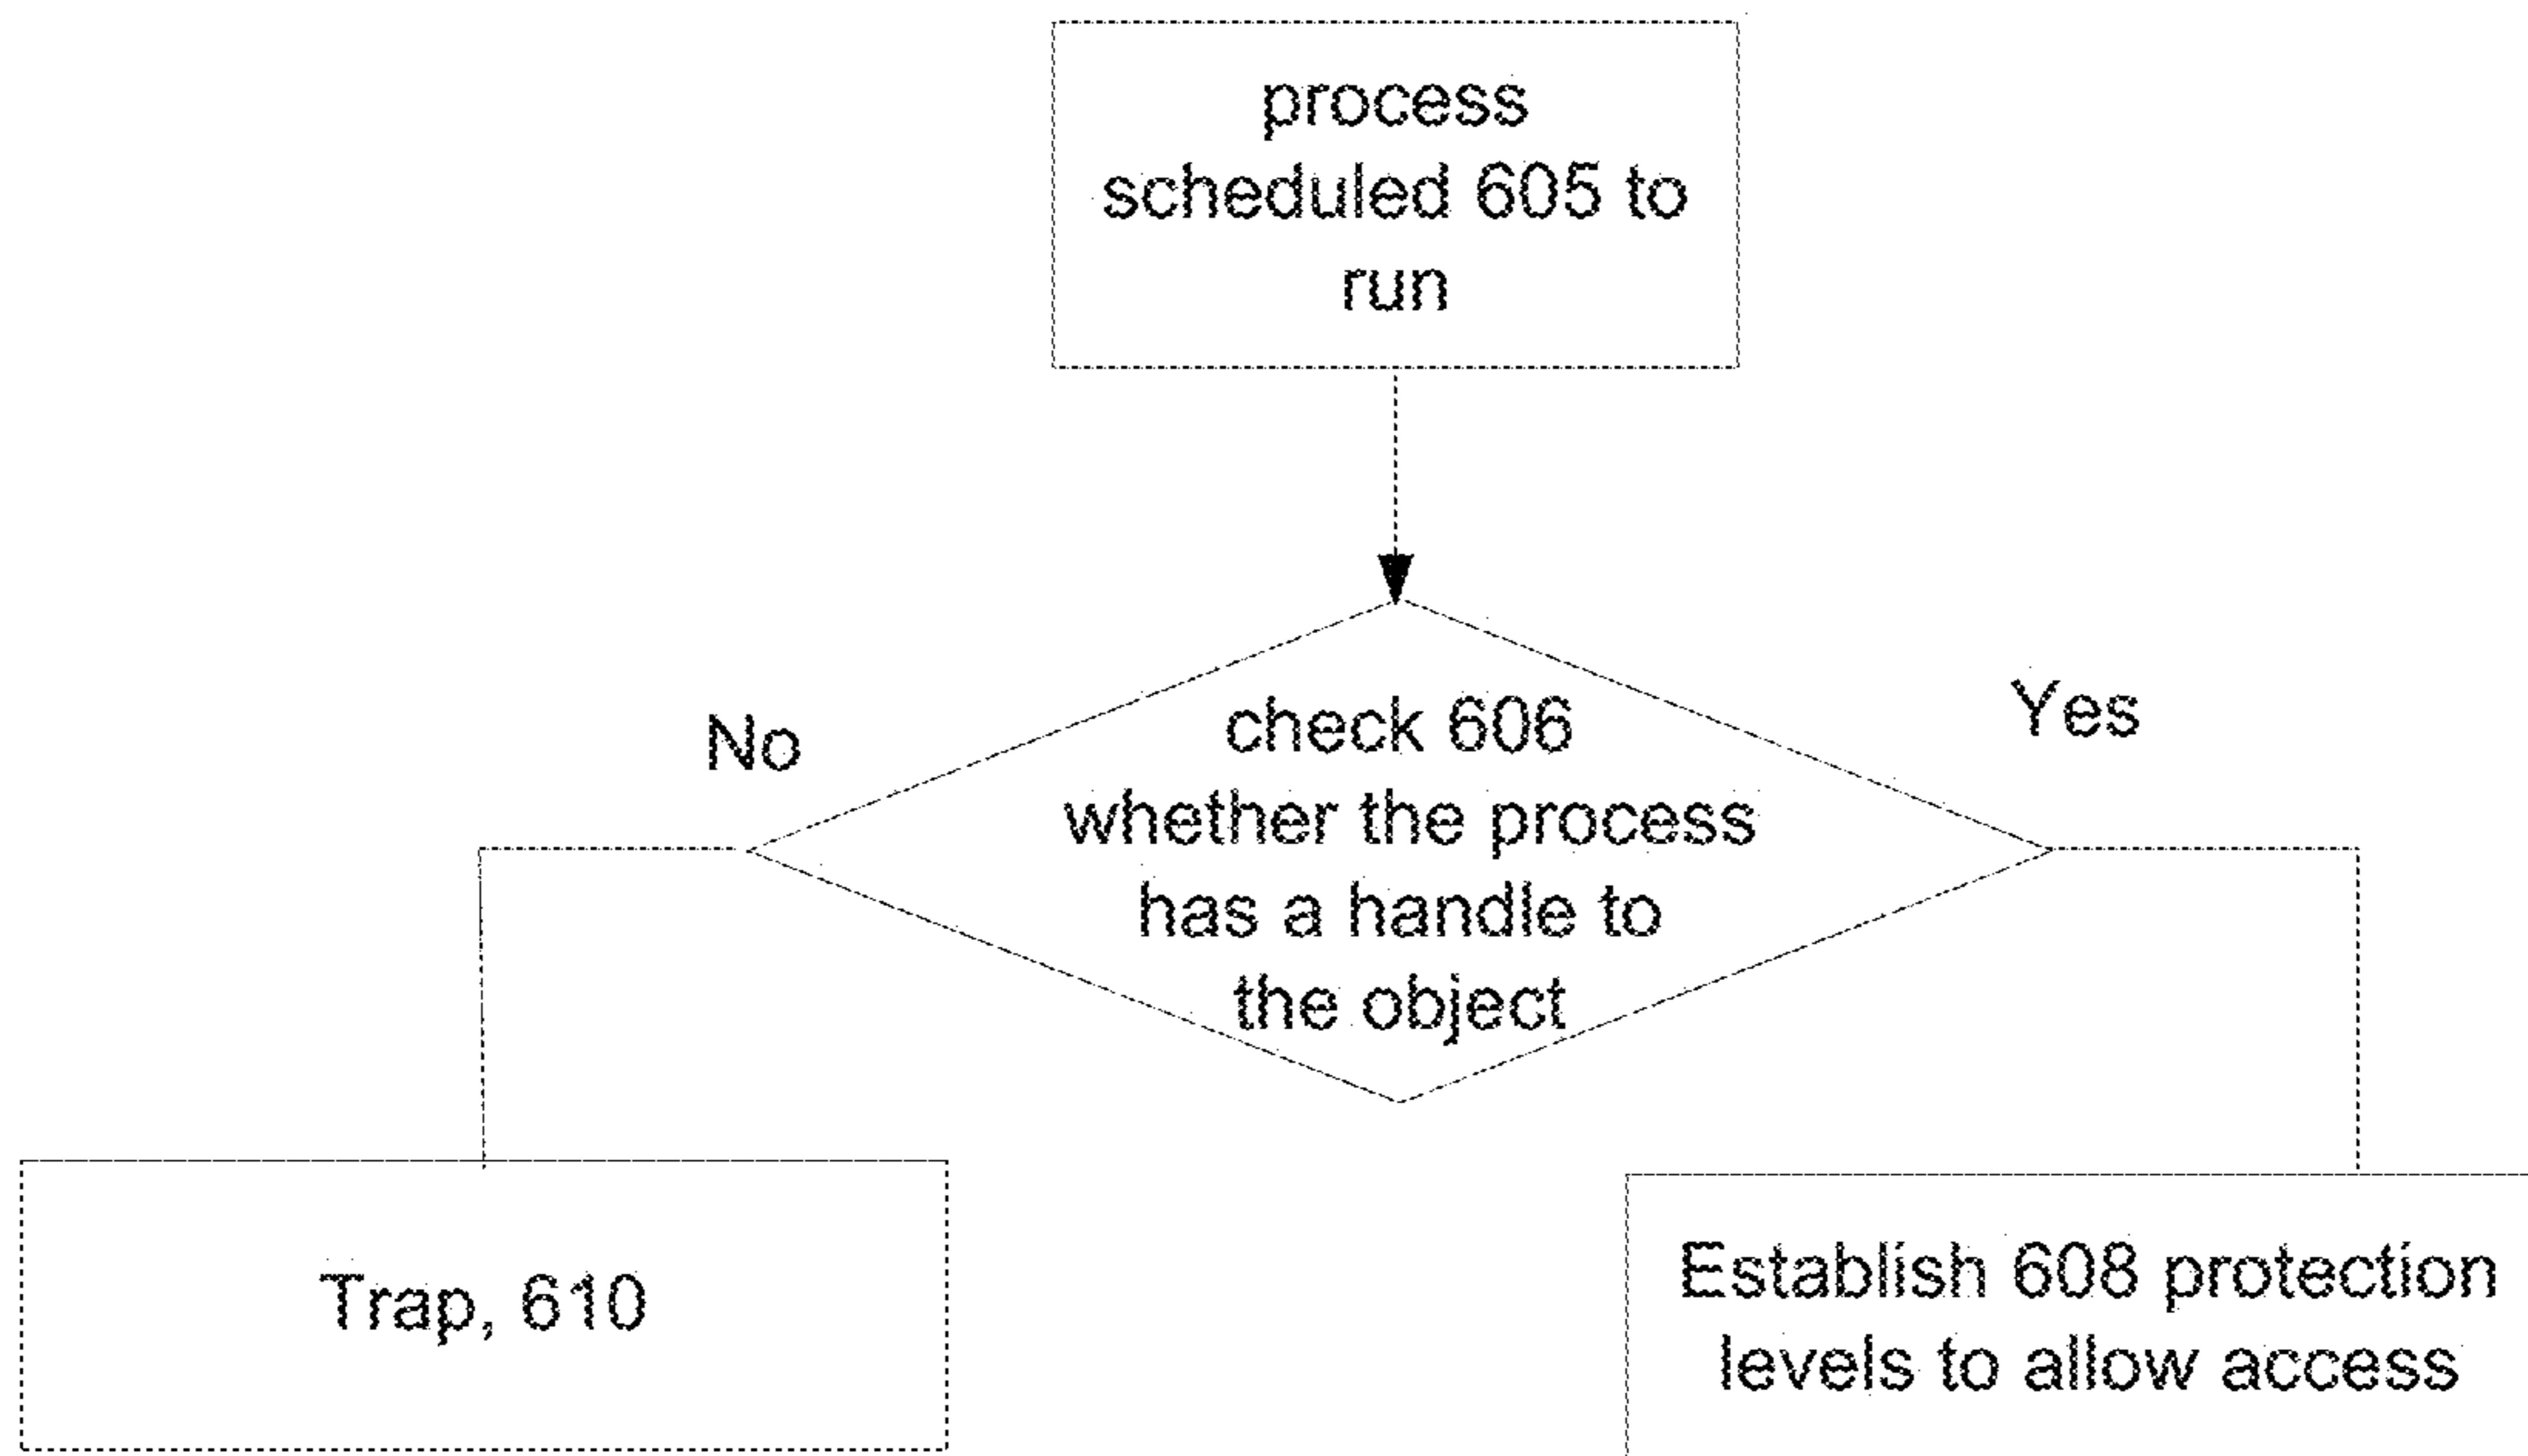 process
scheduled 605 to
run
No
Yes
check 606
whether the process
has a handle to
the object
Trap, 610
Establish 608 protection
levels to allow access